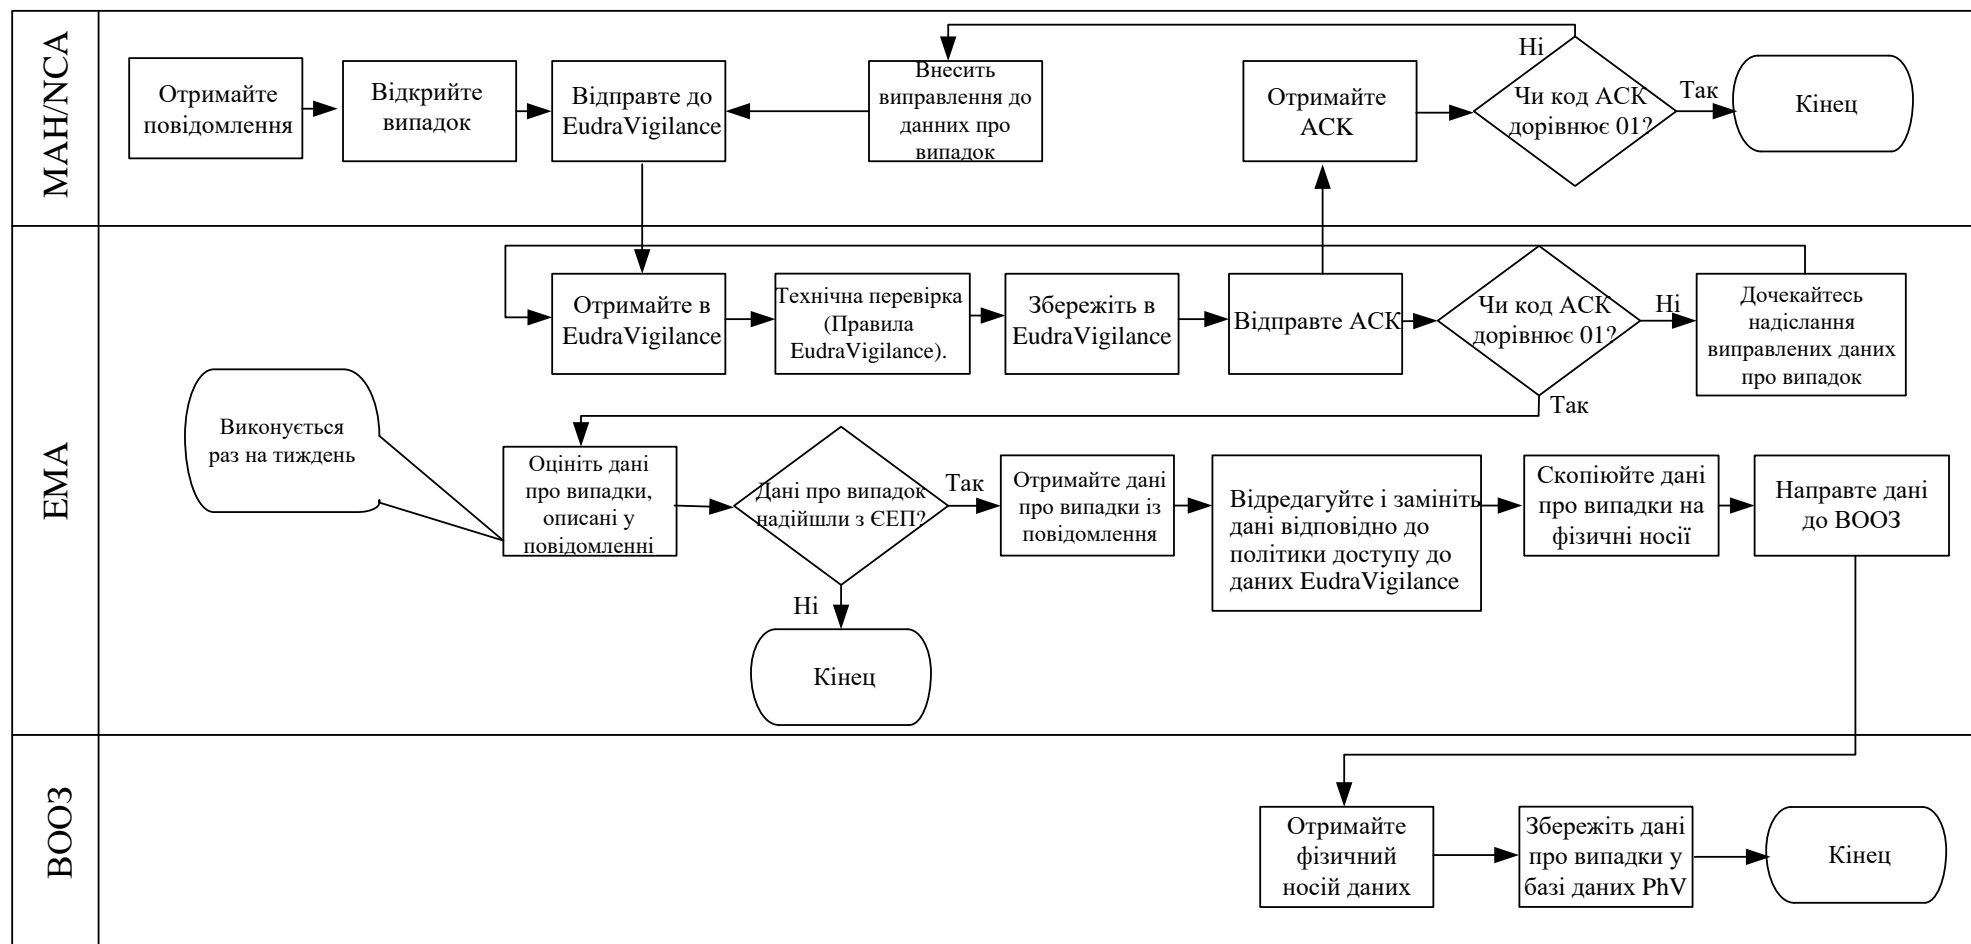 MAH/NCA
Отримайте
повідомлення
Відкрийте
випадок
Відправте до
EudraVigilance
Внесить
виправлення до
данних про
випадок
Отримайте
АСК
Ні
Чи код АСК
дорівнює 01?
Так
Кінец
EMA
Отримайте в
EudraVigilance
Технічна перевірка
(Правила
EudraVigilance).
Збережіть в
EudraVigilance
Відправте АСК
Чи код АСК
дорівнює 01?
Ні
Дочекайтесь
надіслання
виправлених даних
про випадок
Так
Виконується
раз на тиждень
Оцініть дані
про випадки,
описані у
повідомленні
Дані про випадок
надійшли з ЄЕП?
Так
Ні
Кінец
Отримайте дані
про випадки із
повідомлення
Відредагуйте і замініть
дані відповідно до
політики доступу до
даних EudraVigilance
Скопіюйте дані
про випадки на
фізичні носії
Направте дані
до ВООЗ
ВООЗ
Отримайте
фізичний
носій даних
Збережіть дані
про випадки у
базі даних PhV
Кінец